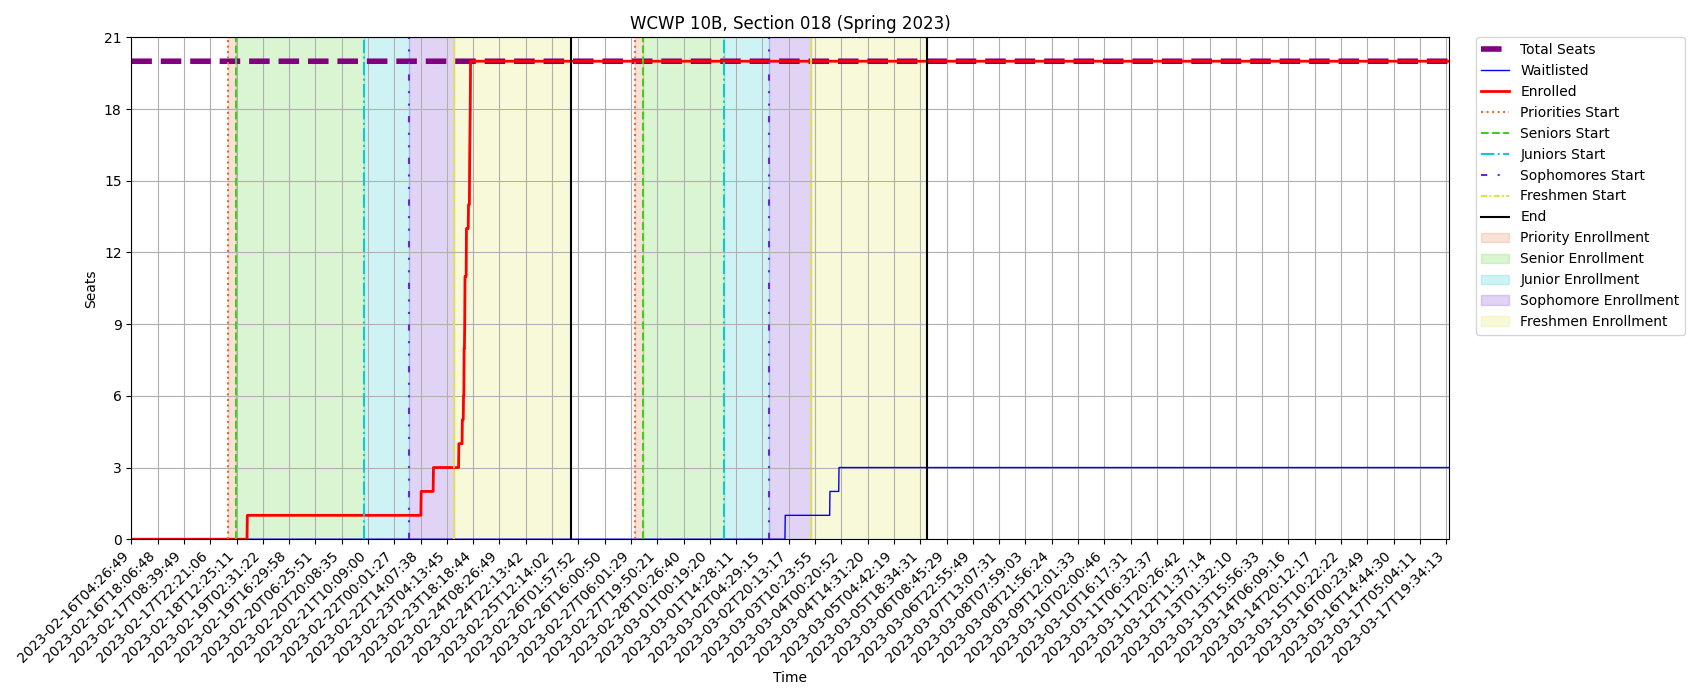 WCWP 10B, Section 018 (Spring 2023)
21
18
15
12
9
6
3
0
Seats
2023-02-16T04:26:49
2023-02-16T18:06:48
2023-02-17T08:39:49
2023-02-17T22:21:06
2023-02-18T12:25:11
2023-02-19T02:31:22
2023-02-19T16:29:58
2023-02-20T06:25:51
2023-02-20T20:08:35
2023-02-21T10:09:00
2023-02-22T00:01:27
2023-02-22T14:07:38
2023-02-23T04:13:45
2023-02-23T18:18:44
2023-02-24T08:26:49
2023-02-24T22:13:42
2023-02-25T12:14:02
2023-02-26T01:57:52
2023-02-26T16:00:50
2023-02-27T06:01:29
2023-02-27T19:50:21
2023-02-28T10:26:40
2023-03-01T00:19:20
2023-03-01T14:28:11
2023-03-02T04:29:15
2023-03-02T20:13:17
2023-03-03T10:23:55
2023-03-04T00:20:52
2023-03-04T14:31:20
2023-03-05T04:42:19
2023-03-05T18:34:31
2023-03-06T08:45:29
2023-03-06T22:55:49
2023-03-07T13:07:31
2023-03-08T07:59:03
2023-03-08T21:56:24
2023-03-09T12:01:33
2023-03-10T02:00:46
2023-03-10T16:17:31
2023-03-11T06:32:37
2023-03-11T20:26:42
2023-03-12T11:37:14
2023-03-13T01:32:10
2023-03-13T15:56:33
2023-03-14T06:09:16
2023-03-14T20:12:17
2023-03-15T10:22:22
2023-03-16T00:23:49
2023-03-16T14:44:30
2023-03-17T05:04:11
2023-03-17T19:34:13
Time
Total Seats
Waitlisted
Enrolled
Priorities Start
Seniors Start
Juniors Start
Sophomores Start
Freshmen Start
End
Priority Enrollment
Senior Enrollment
Junior Enrollment
Sophomore Enrollment
Freshmen Enrollment